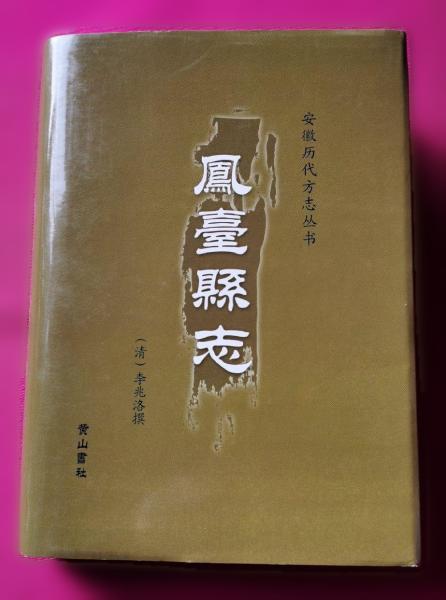 安徽历代方志丛书
鳳臺縣志
（清）李兆洛撰
黄山書社